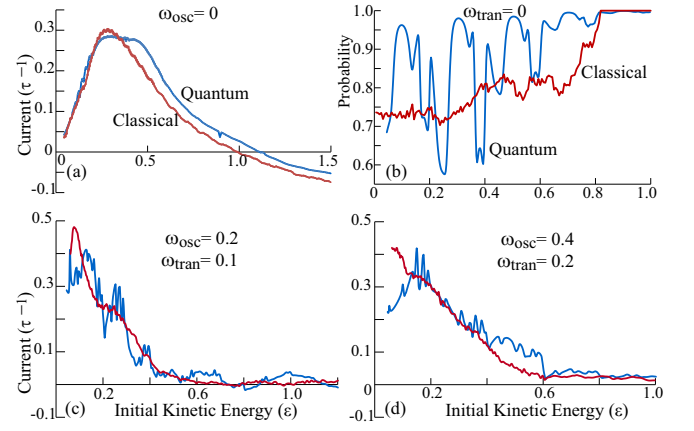 (a)
ω_osc = 0
Current (τ⁻¹)
0.3
0.2
0.1
0
-0.1
0.5
1.0
1.5
Quantum
Classical
(b)
ω_tran = 0
Probability
1.0
0.9
0.8
0.7
0.6
0
0.2
0.4
0.6
0.8
1.0
Classical
Quantum
(c)
ω_osc = 0.2
ω_tran = 0.1
Current (τ⁻¹)
0.5
0.3
0.1
-0.1
0.2
0.6
1.0
Initial Kinetic Energy (ε)
(d)
ω_osc = 0.4
ω_tran = 0.2
0.5
0.3
0.1
-0.1
0.2
0.6
1.0
Initial Kinetic Energy (ε)